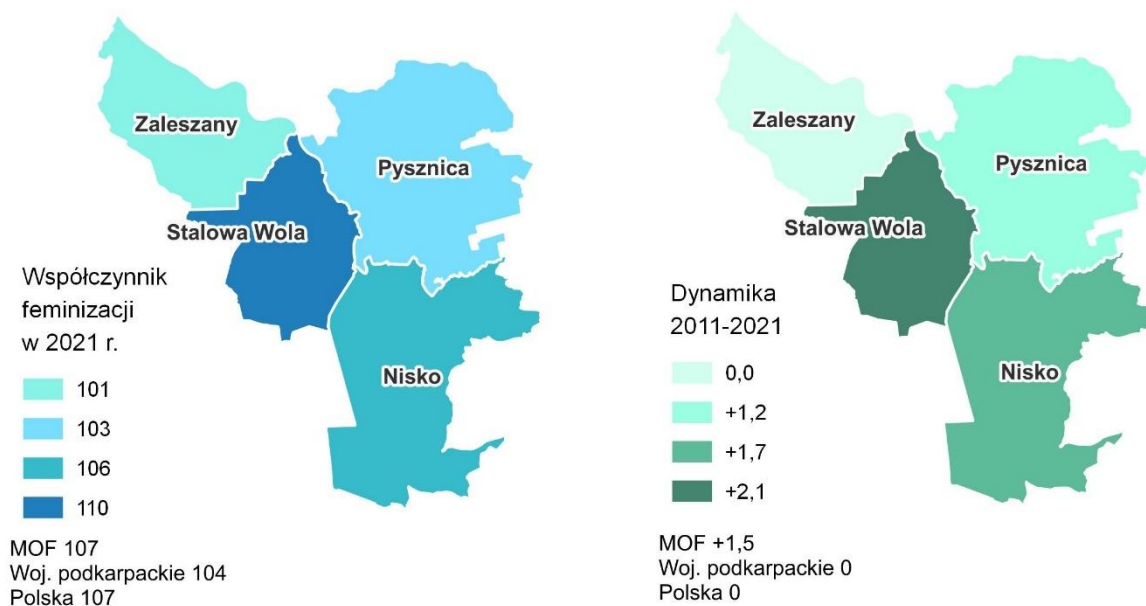 Zaleszany
Pysznica
Stalowa Wola
Nisko
Współczynnik
feminizacji
w 2021 r.
101
103
106
110
MOF 107
Woj. podkarpackie 104
Polska 107
Zaleszany
Pysznica
Stalowa Wola
Nisko
Dynamika
2011-2021
0,0
+1,2
+1,7
+2,1
MOF +1,5
Woj. podkarpackie 0
Polska 0